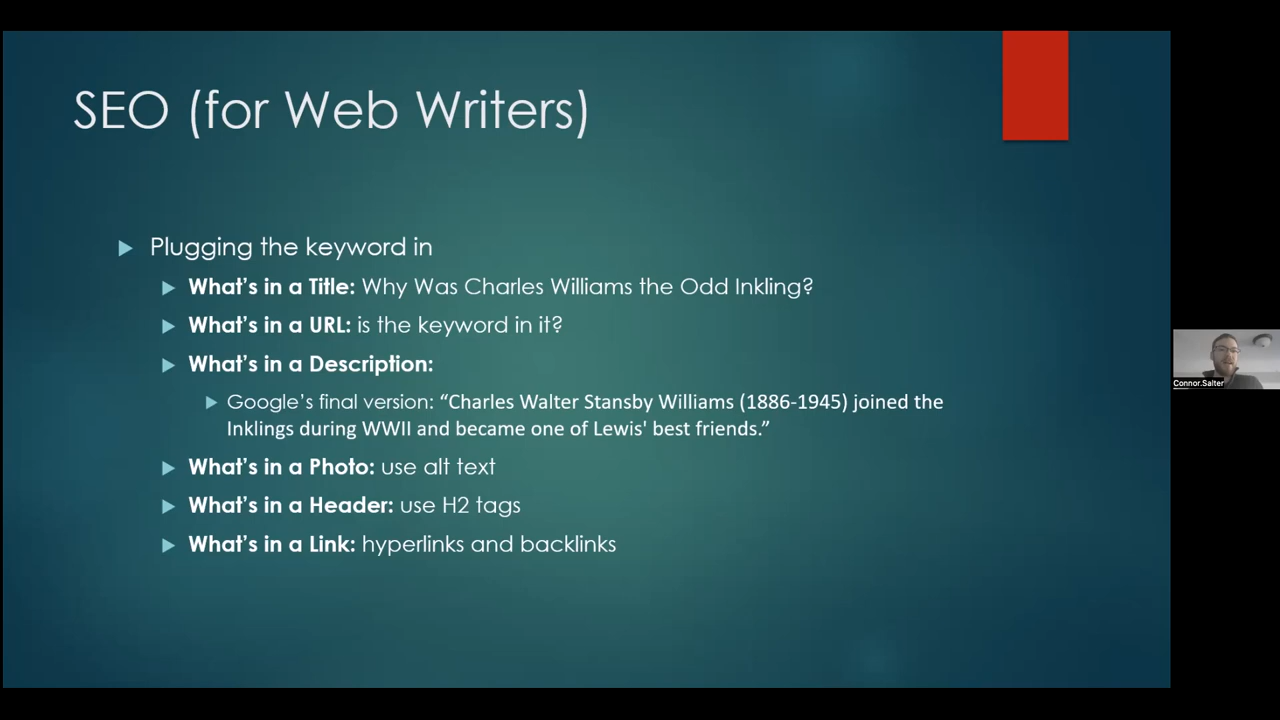 SEO (for Web Writers)
Plugging the keyword in
What's in a Title: Why Was Charles Williams the Odd Inkling?
What's in a URL: is the keyword in it?
What's in a Description:
Google's final version: “Charles Walter Stansby Williams (1886-1945) joined the
Inklings during WWII and became one of Lewis' best friends.”
What's in a Photo: use alt text
What's in a Header: use H2 tags
What's in a Link: hyperlinks and backlinks
Connor.Salter